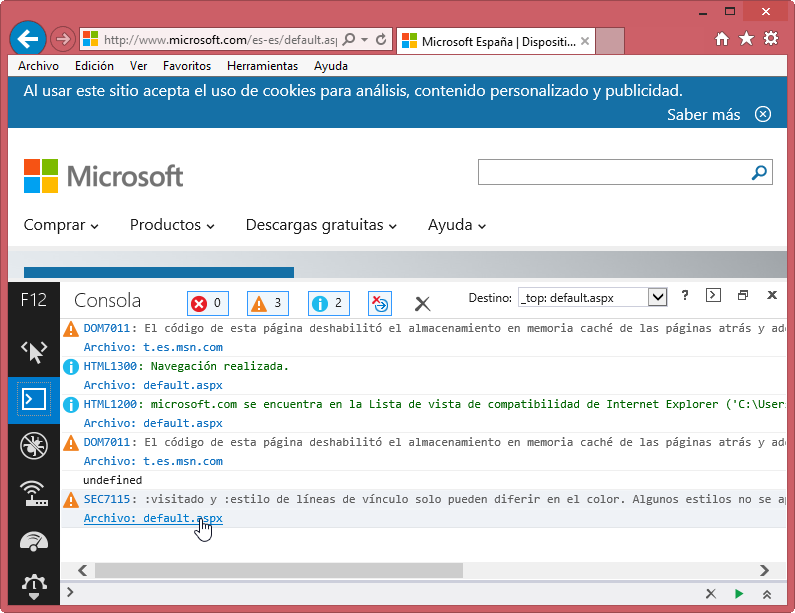 http://www.microsoft.com/es-es/default.as
Microsoft España | Dispositi...
Archivo Edición Ver Favoritos Herramientas Ayuda
Al usar este sitio acepta el uso de cookies para análisis, contenido personalizado y publicidad.
Saber más
Microsoft
Comprar Productos Descargas gratuitas Ayuda
F12 Consola 0 3 2 Destino: _top: default.aspx ?
DOM7011: El código de esta página deshabilitó el almacenamiento en memoria caché de las páginas atrás y ade
Archivo: t.es.msn.com
HTML1300: Navegación realizada.
Archivo: default.aspx
HTML1200: microsoft.com se encuentra en la Lista de vista de compatibilidad de Internet Explorer ('C:\User
Archivo: default.aspx
DOM7011: El código de esta página deshabilitó el almacenamiento en memoria caché de las páginas atrás y ade
Archivo: t.es.msn.com
undefined
SEC7115: :visitado y :estilo de líneas de vínculo solo pueden diferir en el color. Algunos estilos no se ap
Archivo: default.aspx